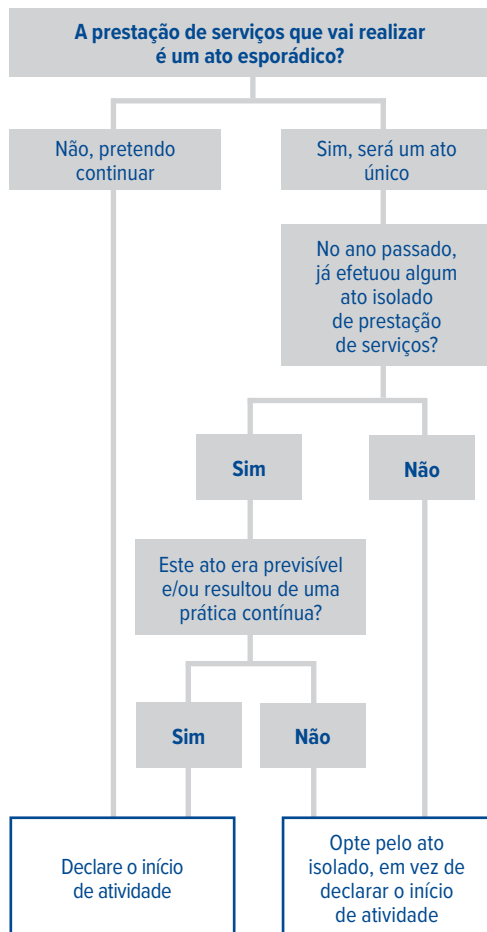 A prestação de serviços que vai realizar
é um ato esporádico?
Não, pretendo
continuar
Sim, será um ato
único
No ano passado,
já efetuou algum
ato isolado
de prestação
de serviços?
Sim
Não
Este ato era previsível
e/ou resultou de uma
prática contínua?
Sim
Não
Declare o início
de atividade
Opte pelo ato
isolado, em vez de
declarar o início
de atividade